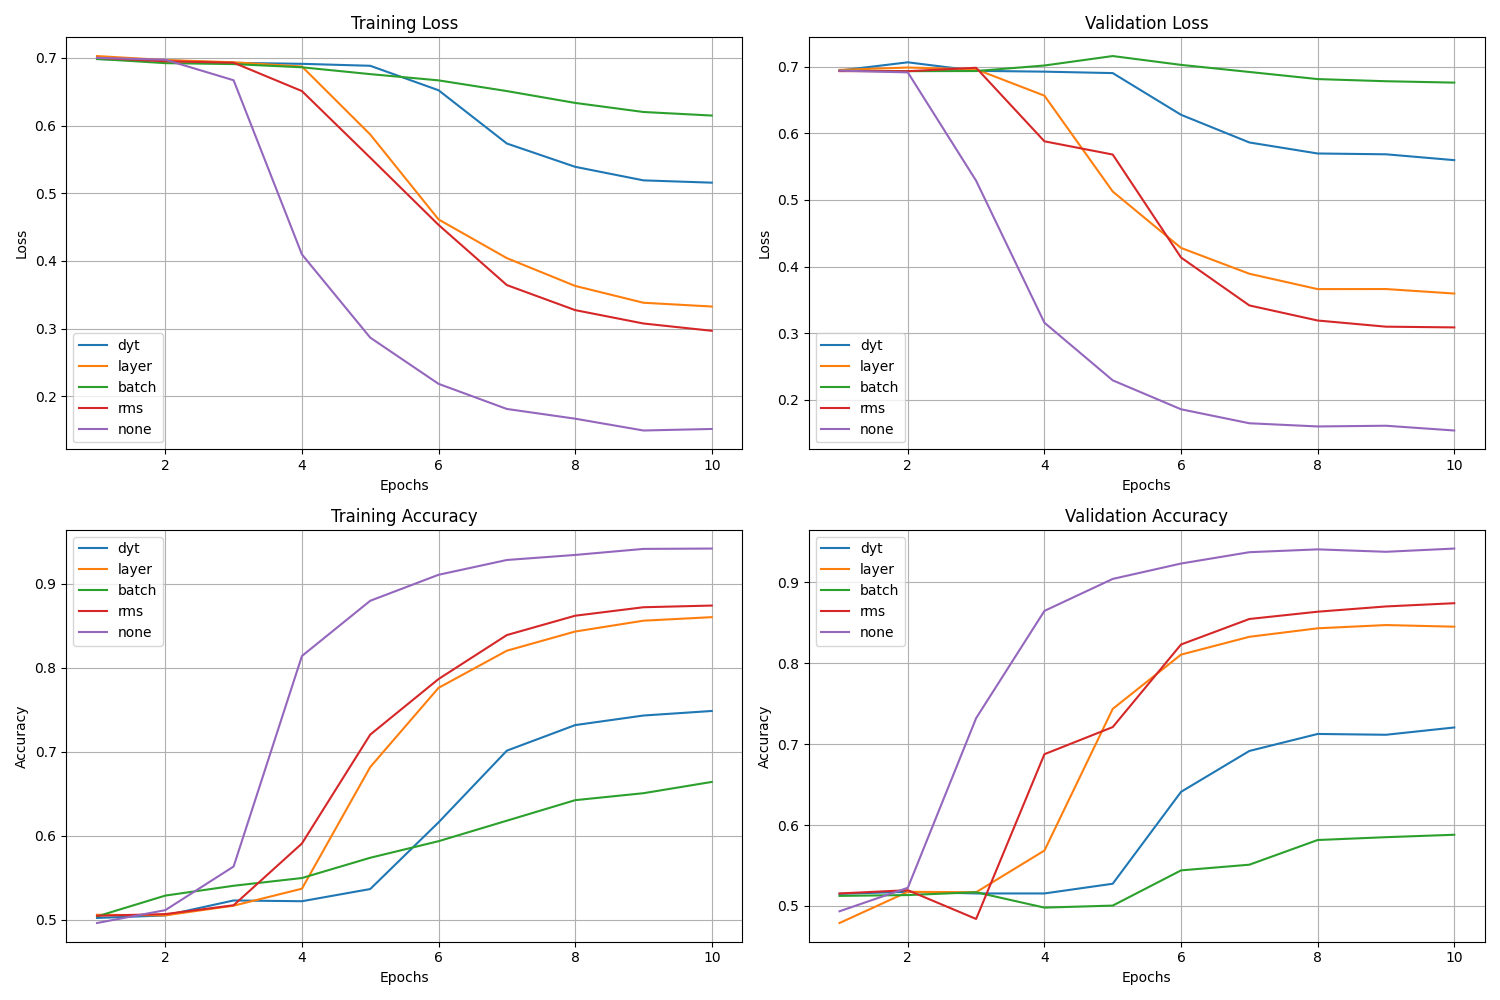 Training Loss
Loss
0.7
0.6
0.5
0.4
0.3
0.2
dyt
layer
batch
rms
none
2 4 6 8 10
Epochs
Validation Loss
Loss
0.7
0.6
0.5
0.4
0.3
0.2
dyt
layer
batch
rms
none
2 4 6 8 10
Epochs
Training Accuracy
Accuracy
0.9
0.8
0.7
0.6
0.5
dyt
layer
batch
rms
none
2 4 6 8 10
Epochs
Validation Accuracy
Accuracy
0.9
0.8
0.7
0.6
0.5
dyt
layer
batch
rms
none
2 4 6 8 10
Epochs